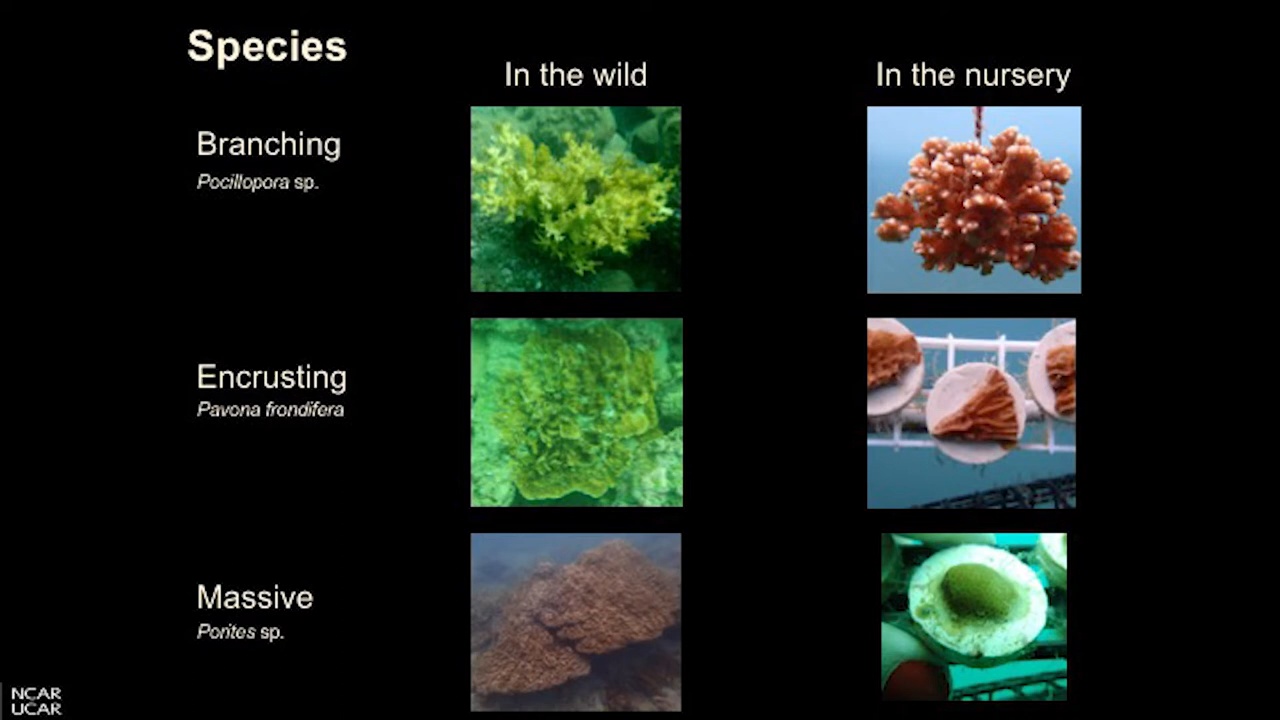 Species
In the wild
In the nursery
Branching
Pocillopora sp.
Encrusting
Pavona frondifera
Massive
Porites sp.
NCAR
UCAR